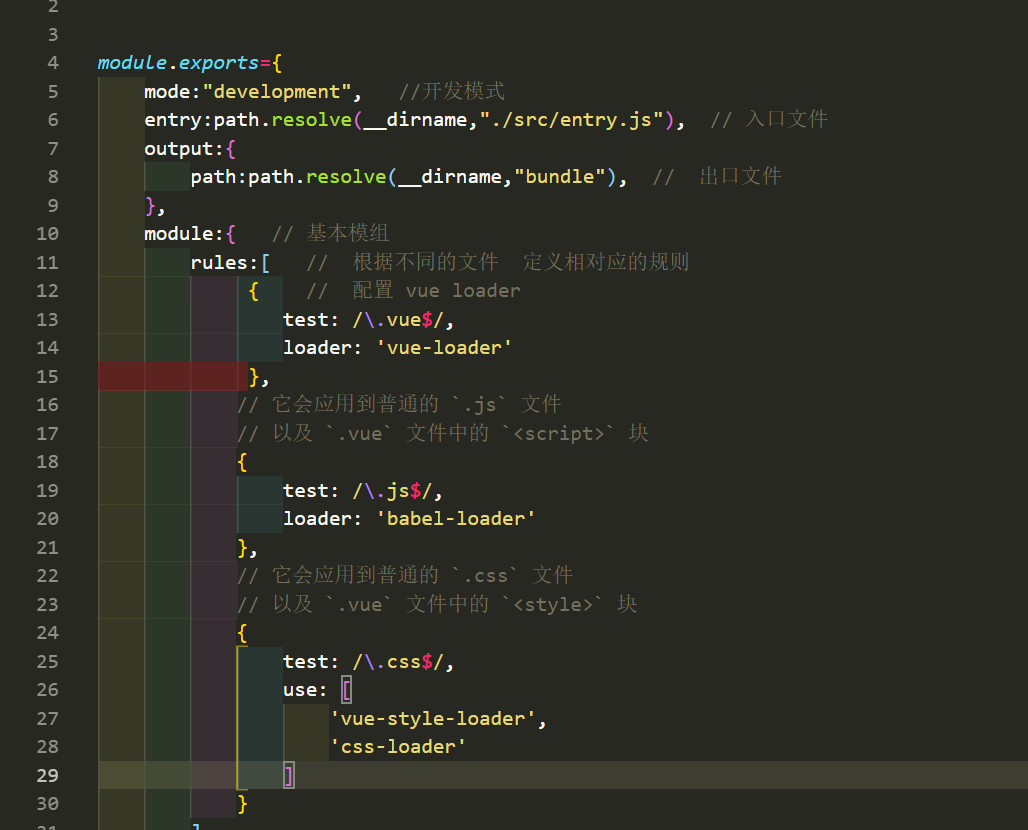 2
3
4 module.exports={
5 mode:"development", //开发模式
6 entry:path.resolve(__dirname,"./src/entry.js"), // 入口文件
7 output:{
8 path:path.resolve(__dirname,"bundle"), // 出口文件
9 },
10 module:{ // 基本模组
11 rules:[ // 根据不同的文件 定义相对应的规则
12 { // 配置 vue loader
13 test: /\.vue$/,
14 loader: 'vue-loader'
15 },
16 // 它会应用到普通的 `.js` 文件
17 // 以及 `.vue` 文件中的 `<script>` 块
18 {
19 test: /\.js$/,
20 loader: 'babel-loader'
21 },
22 // 它会应用到普通的 `.css` 文件
23 // 以及 `.vue` 文件中的 `<style>` 块
24 {
25 test: /\.css$/,
26 use: [
27 'vue-style-loader',
28 'css-loader'
29 ]
30 }